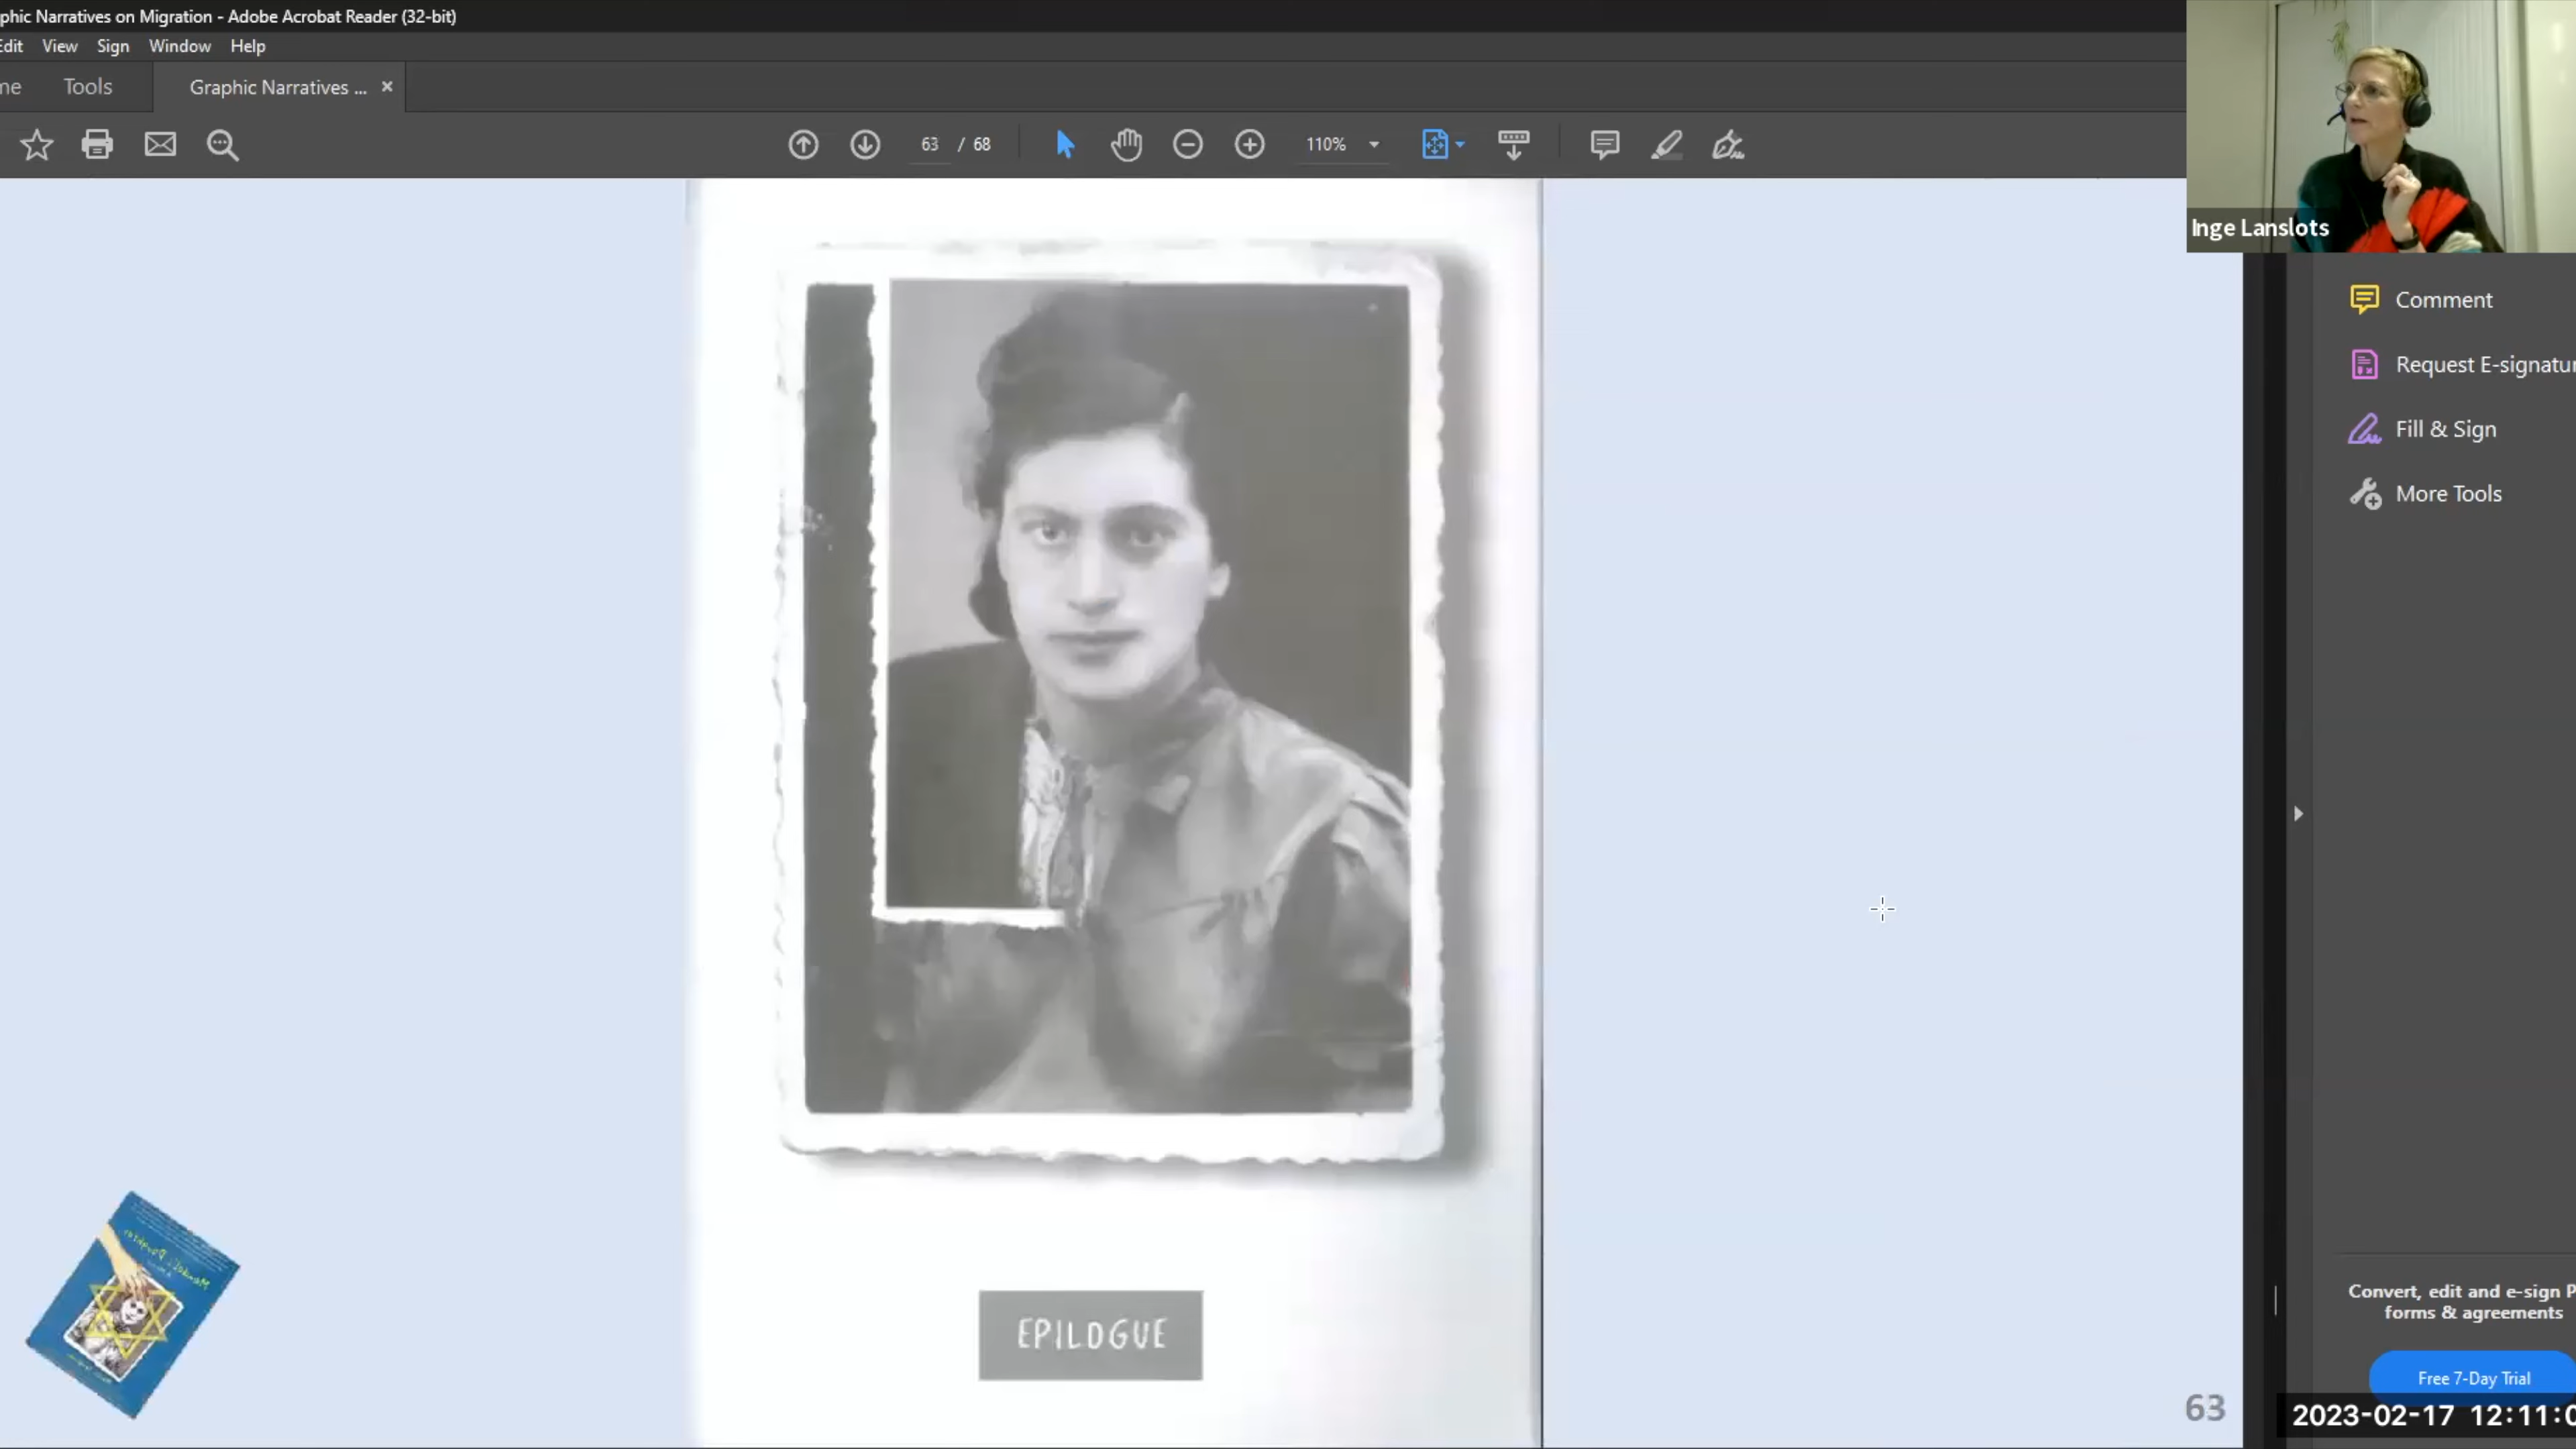 phic Narratives on Migration - Adobe Acrobat Reader (32-bit)
Edit View Sign Window Help
me Tools Graphic Narratives ... ×
63 / 68 110%
Inge Lanslots
Comment
Request E-signatur
Fill & Sign
More Tools
EPILOGUE
Convert, edit and e-sign P
forms & agreements
Free 7-Day Trial
63
2023-02-17 12:11:0